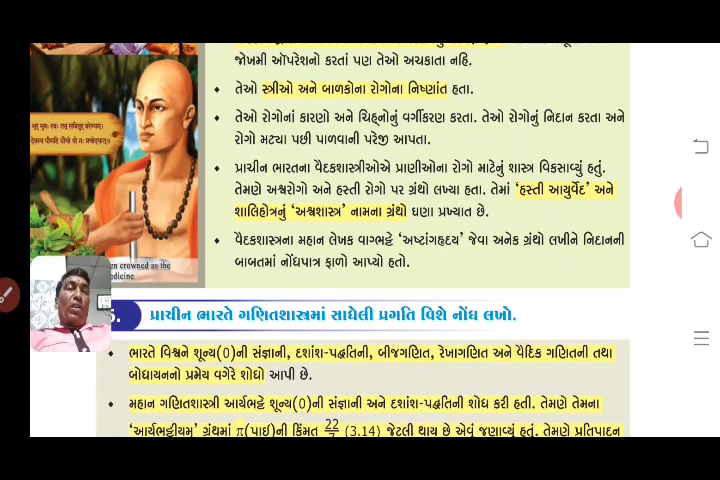 જોખમી ઑપરેશનો કરતાં પણ તેઓ અચકાતા નહિ.
♦ તેઓ સ્ત્રીઓ અને બાળકોના રોગોના નિષ્ણાંત હતા.
♦ તેઓ રોગોનાં કારણો અને ચિહ્નોનું વર્ગીકરણ કરતા. તેઓ રોગોનું નિદાન કરતા અને
રોગો મટ્યા પછી પાળવાની પરેજી આપતા.
♦ પ્રાચીન ભારતના વૈદકશાસ્ત્રીઓએ પ્રાણીઓના રોગો માટેનું શાસ્ત્ર વિકસાવ્યું હતું.
તેમણે અશ્વરોગો અને હસ્તી રોગો પર ગ્રંથો લખ્યા હતા. તેમાં ‘હસ્તી આયુર્વેદ’ અને
શાલિહોત્રનું ‘અશ્વશાસ્ત્ર’ નામના ગ્રંથો ઘણા પ્રખ્યાત છે.
♦ વૈદકશાસ્ત્રના મહાન લેખક વાગ્ભટ્ટે ‘અષ્ટાંગહૃદય’ જેવા અનેક ગ્રંથો લખીને નિદાનની
બાબતમાં નોંધપાત્ર ફાળો આપ્યો હતો.
en crowned as the
dicine
પ્રાચીન ભારતે ગણિતશાસ્ત્રમાં સાધેલી પ્રગતિ વિશે નોંધ લખો.
♦ ભારતે વિશ્વને શૂન્ય(0)ની સંજ્ઞાની, દશાંશ-પદ્ધતિની, બીજગણિત, રેખાગણિત અને વૈદિક ગણિતની તથા
બોધાયનનો પ્રમેય વગેરે શોધો આપી છે.
♦ મહાન ગણિતશાસ્ત્રી આર્યભટ્ટે શૂન્ય(0)ની સંજ્ઞાની અને દશાંશ-પદ્ધતિની શોધ કરી હતી. તેમણે તેમના
‘આર્યભટ્ટીયમ્’ ગ્રંથમાં π(પાઈ)ની કિંમત 22/7 (3.14) જેટલી થાય છે એવું જણાવ્યું હતું. તેમણે પ્રતિપાદન